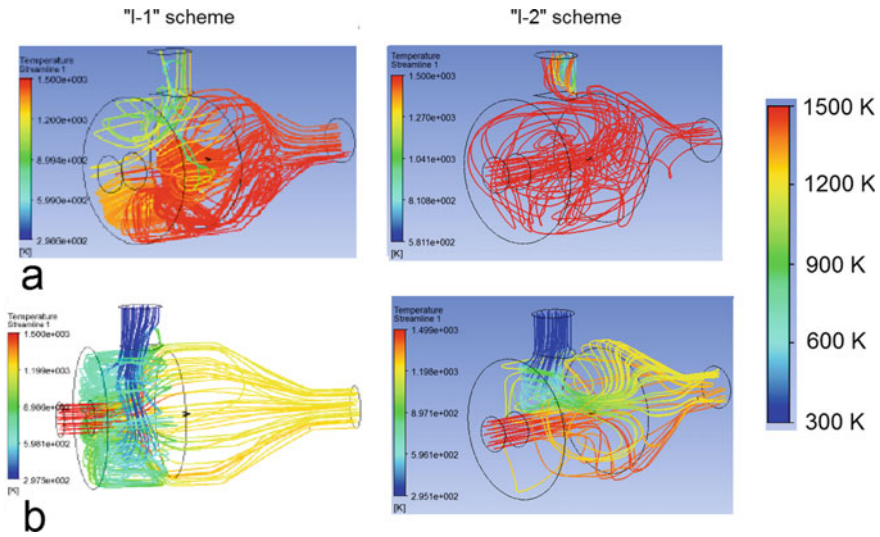 "I-1" scheme
"I-2" scheme
Temperature
Streamline 1
1.500e+003
1.200e+003
8.994e+002
5.990e+002
2.985e+002
[K]
Temperature
Streamline 1
1.500e+003
1.270e+003
1.041e+003
8.108e+002
5.811e+002
[K]
a
Temperature
Streamline 1
1.500e+003
1.199e+003
8.986e+002
5.981e+002
2.975e+002
[K]
Temperature
Streamline 1
1.499e+003
1.198e+003
8.971e+002
5.961e+002
2.951e+002
[K]
b
1500 K
1200 K
900 K
600 K
300 K